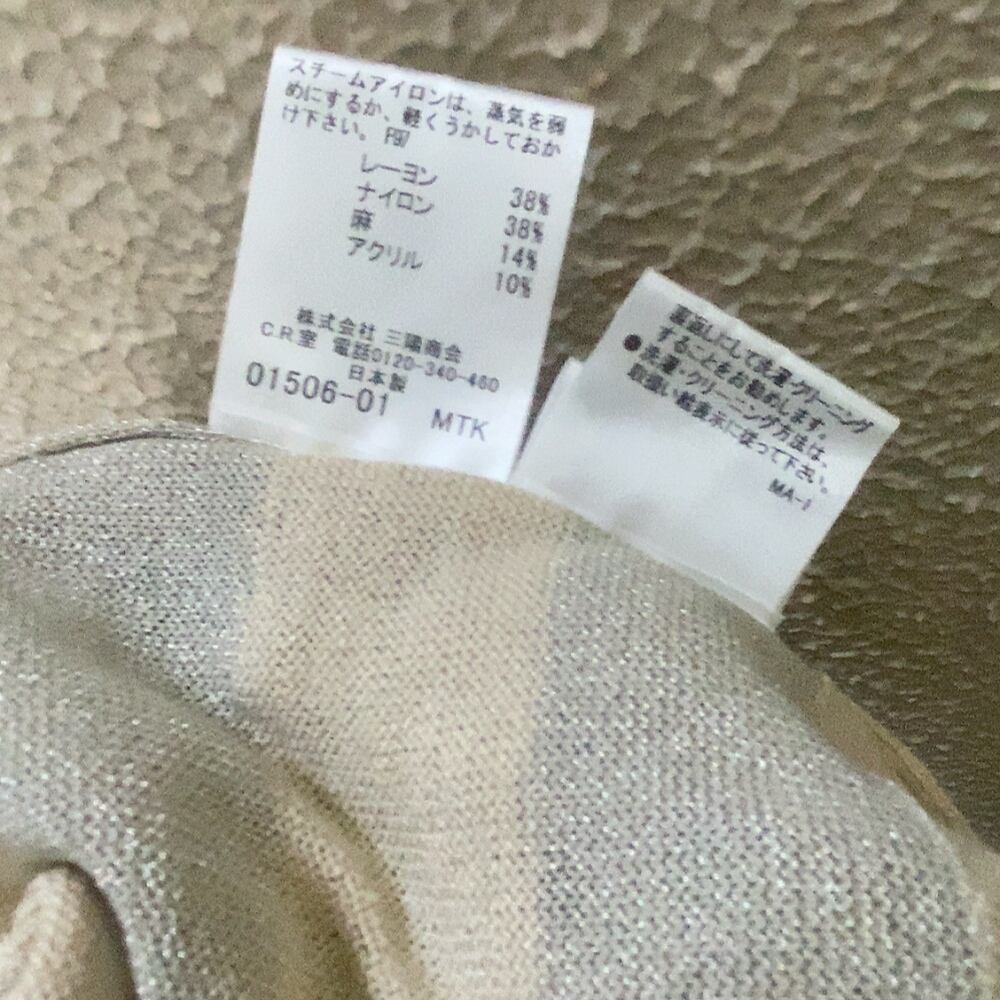 スチームアイロンは、蒸気を弱
めにするか、軽くうかしておか
け下さい。
レーヨン 38%
ナイロン 38%
麻 14%
アクリル 10%
株式会社 三陽商会
C.R室 電話0120-340-460
日本製
01506-01 MTK
裏返しにして洗濯・クリーニング
することをお勧めします。
●洗濯・クリーニング方法は、
取扱い絵表示に従って下さい。